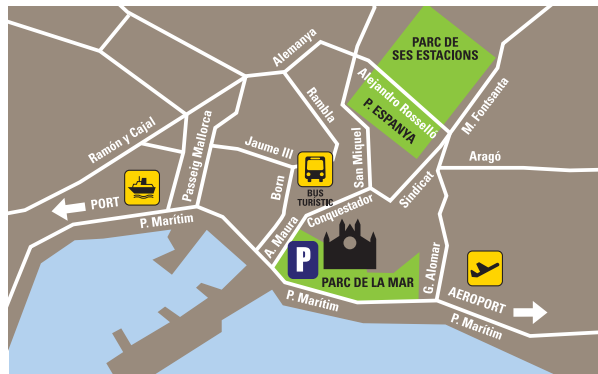 PARC DE
SES ESTACIONS
Alemanya
Alejandro Rosselló
P. ESPANYA
M. Fontsanta
Rambla
Ramón y Cajal
Passeig Mallorca
Jaume III
San Miquel
Aragó
Sindicat
Born
BUS
TURÍSTIC
Conquestador
PORT
P. Marítim
A. Maura
P
PARC DE LA MAR
G. Alomar
AEROPORT
P. Marítim
P. Marítim